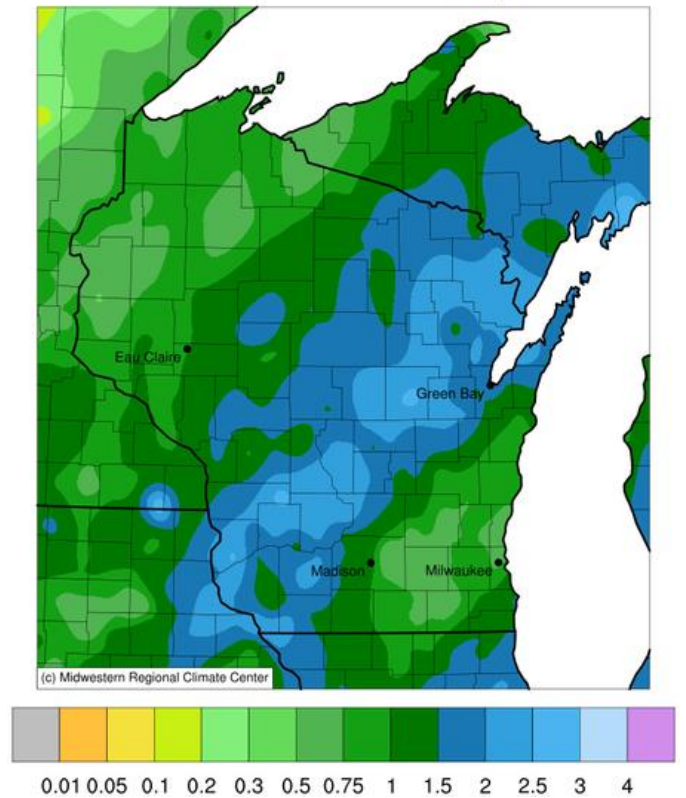 Eau Claire
Green Bay
Madison
Milwaukee
(c) Midwestern Regional Climate Center
0.01 0.05 0.1 0.2 0.3 0.5 0.75 1 1.5 2 2.5 3 4